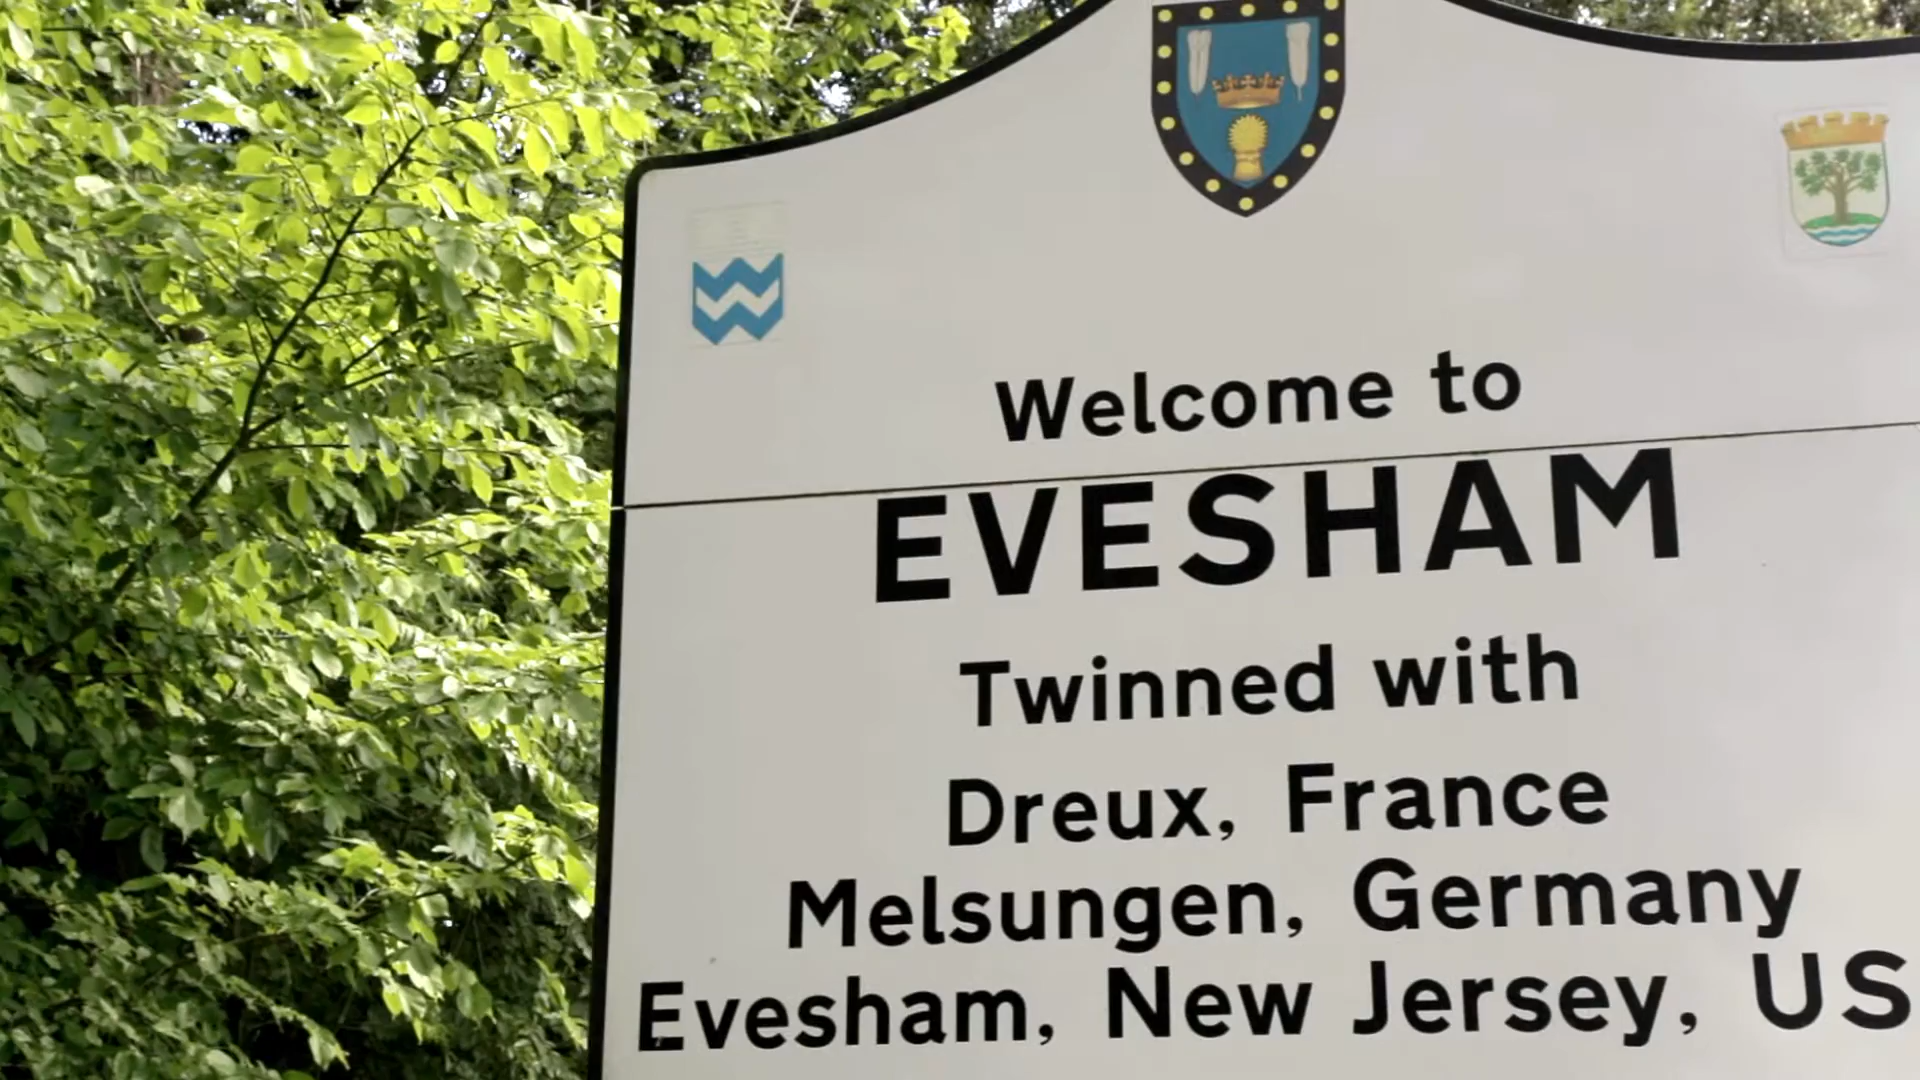 Welcome to
EVESHAM
Twinned with
Dreux, France
Melsungen, Germany
Evesham, New Jersey, US